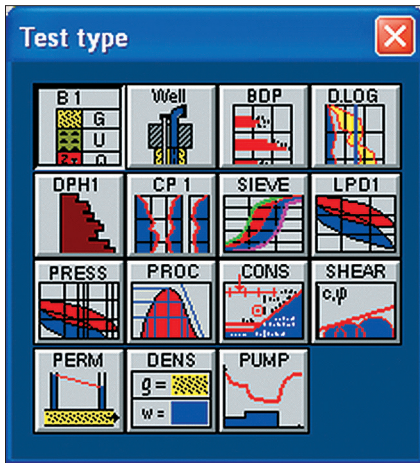 Test type
B 1
G
U
Q
Well
BDP
D.LOG
DPH1
CP 1
SIEVE
LPD1
PRESS
PROC
CONS
SHEAR
c,φ
PERM
DENS
g =
w =
PUMP